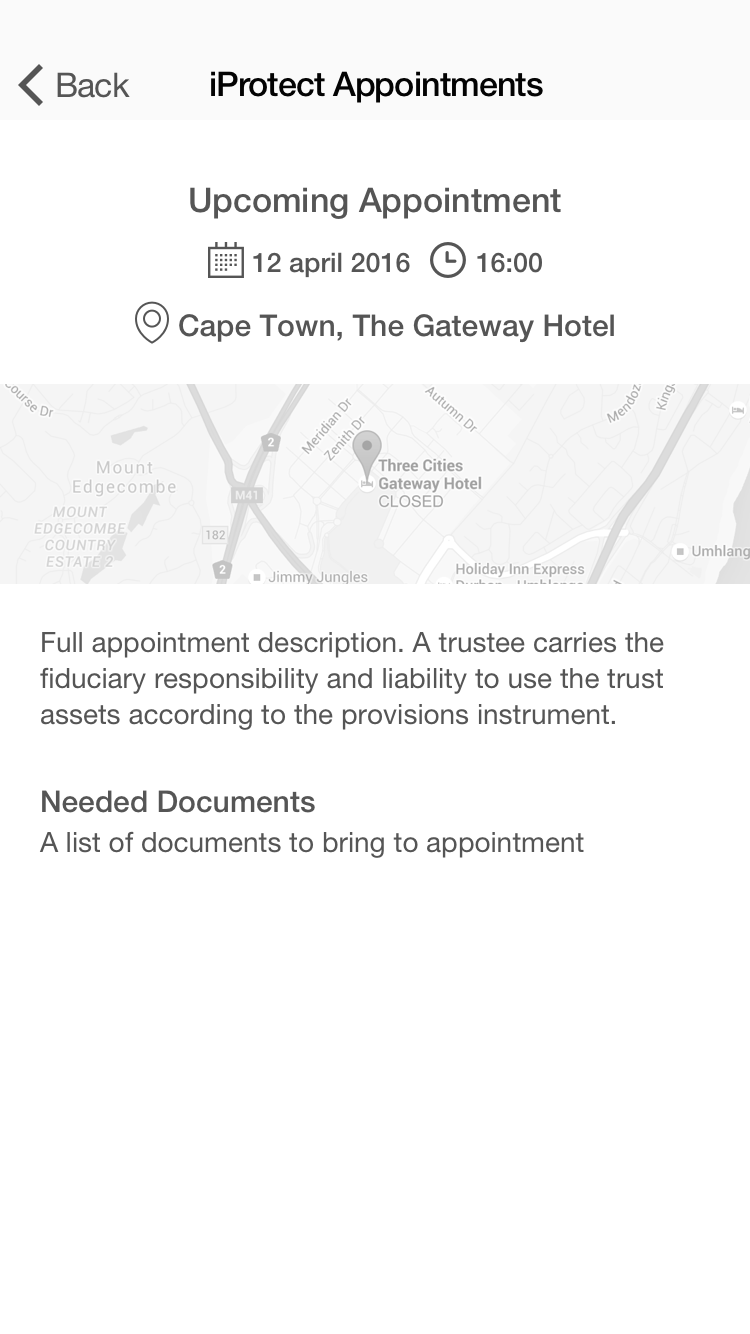 Back
iProtect Appointments
Upcoming Appointment
12 april 2016 16:00
Cape Town, The Gateway Hotel
ourse Dr
Meridian Dr
Zenith Dr
Autumn Dr
Mendoz
King
2
Mount
Edgecombe
M41
Three Cities
Gateway Hotel
CLOSED
MOUNT
EDGECOMBE
COUNTRY
ESTATE 2
182
2
Jimmy Jungles
Holiday Inn Express
Umhlang
Full appointment description. A trustee carries the
fiduciary responsibility and liability to use the trust
assets according to the provisions instrument.
Needed Documents
A list of documents to bring to appointment